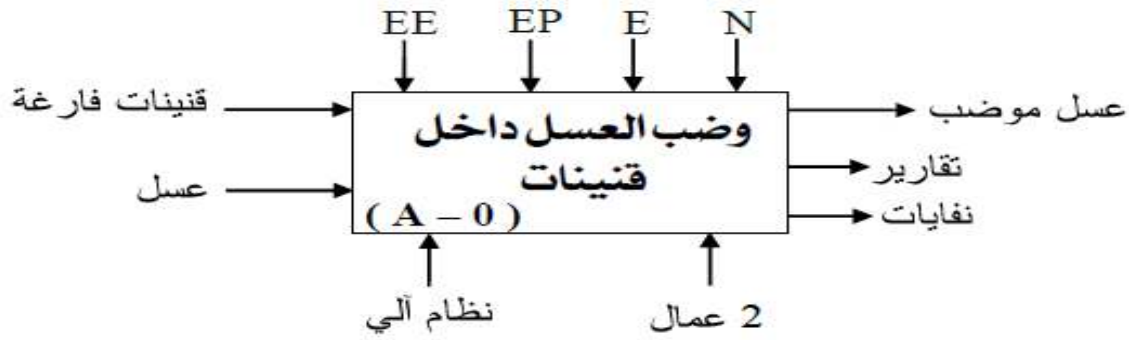 EE EP E N
قنينات فارغة
عسل
وضب العسل داخل
قنينات
( A – 0 )
عسل موضب
تقارير
نفايات
نظام آلي
2 عمال